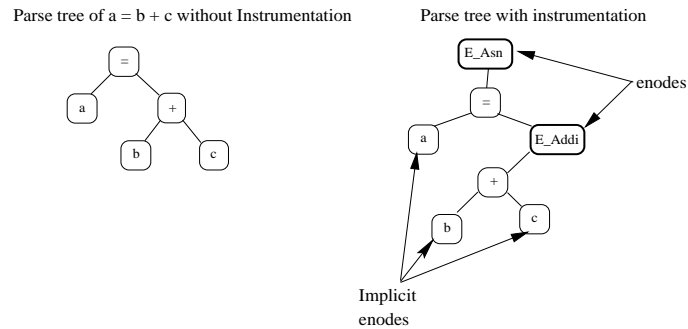 Parse tree of a = b + c without Instrumentation
=
a
+
b
c
Parse tree with instrumentation
E_Asn
enodes
=
a
E_Addi
+
b
c
Implicit
enodes